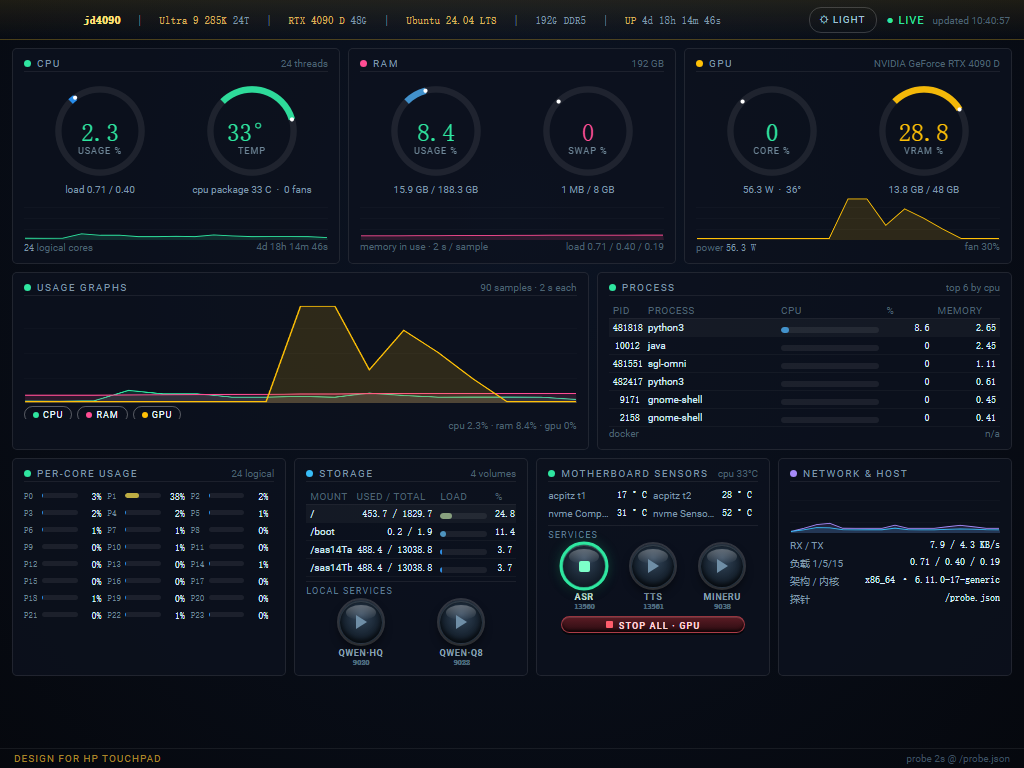 jd4090 | Ultra 9 285K 24T | RTX 4090 D 48G | Ubuntu 24.04 LTS | 192G DDR5 | UP 4d 18h 14m 46s
LIGHT
LIVE updated 10:40:57
CPU 24 threads
2.3 33°
USAGE % TEMP
load 0.71 / 0.40 cpu package 33 C · 0 fans
24 logical cores 4d 18h 14m 46s
RAM 192 GB
8.4 0
USAGE % SWAP %
15.9 GB / 188.3 GB 1 MB / 8 GB
memory in use · 2 s / sample load 0.71 / 0.40 / 0.19
GPU NVIDIA GeForce RTX 4090 D
0 28.8
CORE % VRAM %
56.3 W · 36° 13.8 GB / 48 GB
power 56.3 W fan 30%
USAGE GRAPHS 90 samples · 2 s each
CPU RAM GPU
cpu 2.3% · ram 8.4% · gpu 0%
PROCESS top 6 by cpu
PID PROCESS CPU % MEMORY
481818 python3 8.6 2.65
10012 java 0 2.45
481551 sgl-omni 0 1.11
482417 python3 0 0.61
9171 gnome-shell 0 0.45
2158 gnome-shell 0 0.41
docker n/a
PER-CORE USAGE 24 logical
P0 3% P1 38% P2 2%
P3 2% P4 2% P5 1%
P6 1% P7 1% P8 0%
P9 0% P10 1% P11 0%
P12 0% P13 0% P14 1%
P15 0% P16 0% P17 0%
P18 1% P19 0% P20 0%
P21 0% P22 1% P23 0%
STORAGE 4 volumes
MOUNT USED / TOTAL LOAD %
/ 453.7 / 1829.7 24.8
/boot 0.2 / 1.9 11.4
/sas14Ta 488.4 / 13038.8 3.7
/sas14Tb 488.4 / 13038.8 3.7
LOCAL SERVICES
QWEN·HQ QWEN·Q8
9080 9088
MOTHERBOARD SENSORS cpu 33°C
acpitz t1 17 ° C acpitz t2 28 ° C
nvme Comp... 31 ° C nvme Senso... 52 ° C
SERVICES
ASR TTS MINERU
13560 13561 9038
STOP ALL · GPU
NETWORK & HOST
RX / TX 7.9 / 4.3 KB/s
负载 1/5/15 0.71 / 0.40 / 0.19
架构 / 内核 x86_64 · 6.11.0-17-generic
探针 /probe.json
DESIGN FOR HP TOUCHPAD
probe 2s @ /probe.json